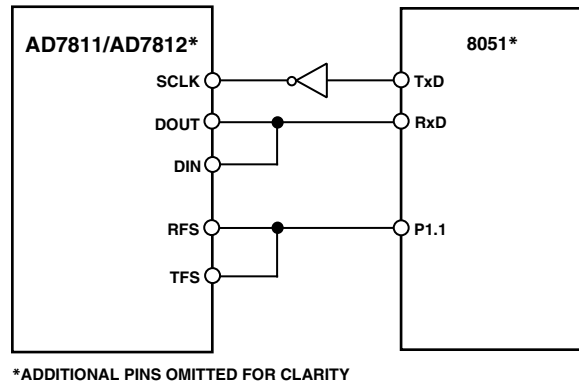 AD7811/AD7812*
8051*
SCLK
TxD
DOUT
RxD
DIN
RFS
P1.1
TFS
*ADDITIONAL PINS OMITTED FOR CLARITY